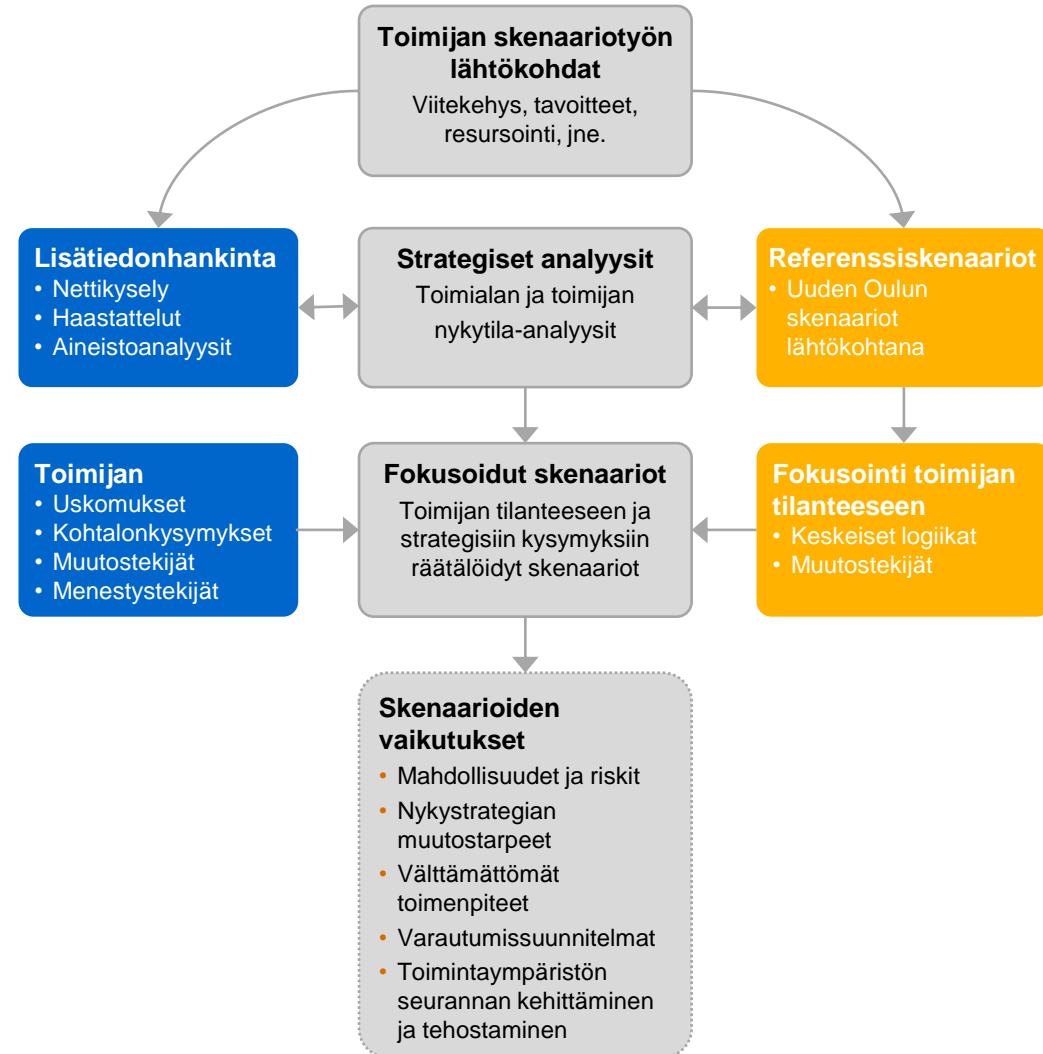 Toimijan skenaariotyön
lähtökohdat
Viitekehys, tavoitteet,
resursointi, jne.
Lisätiedonhankinta
• Nettikysely
• Haastattelut
• Aineistoanalyysit
Strategiset analyysit
Toimialan ja toimijan
nykytila-analyysit
Referenssiskenaariot
• Uuden Oulun
skenaariot
lähtökohtana
Toimijan
• Uskomukset
• Kohtalonkysymykset
• Muutostekijät
• Menestystekijät
Fokusoidut skenaariot
Toimijan tilanteeseen ja
strategisiin kysymyksiin
räätälöidyt skenaariot
Fokusointi toimijan
tilanteeseen
• Keskeiset logiikat
• Muutostekijät
Skenaarioiden
vaikutukset
• Mahdollisuudet ja riskit
• Nykystrategian
muutostarpeet
• Välttämättömät
toimenpiteet
• Varautumissuunnitelmat
• Toimintaympäristön
seurannan kehittäminen
ja tehostaminen